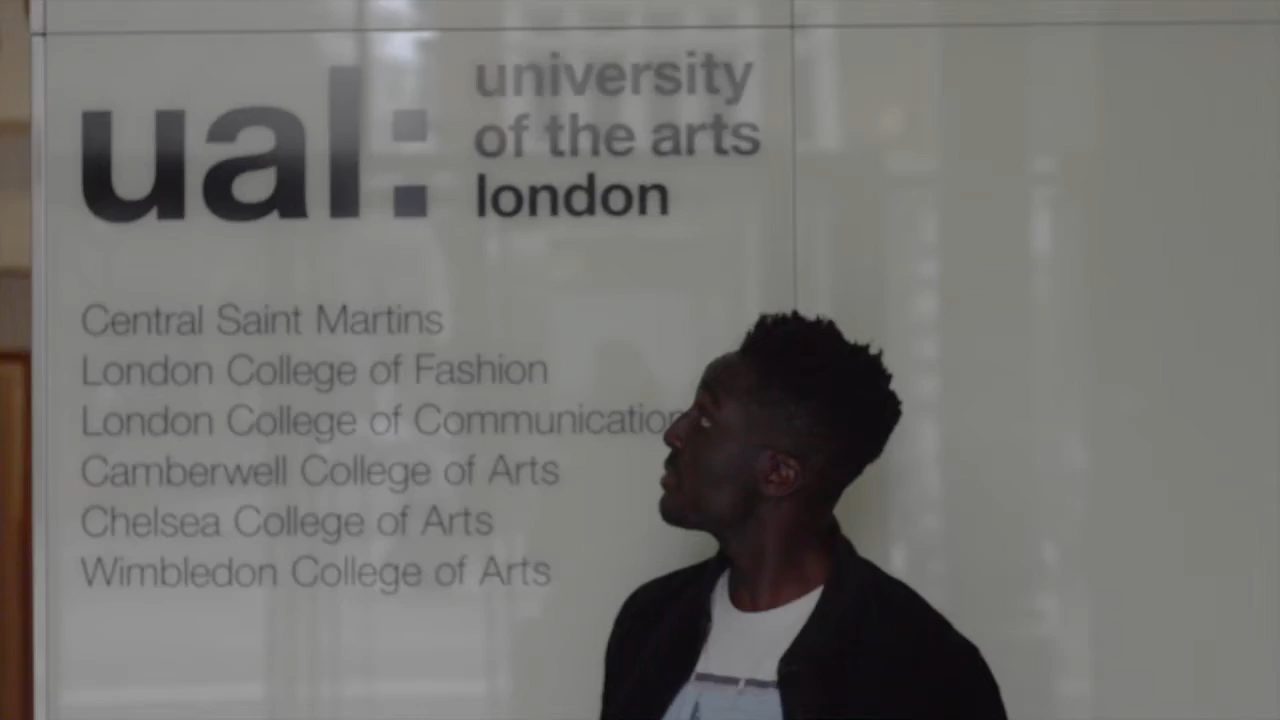 ual:
university
of the arts
london
Central Saint Martins
London College of Fashion
London College of Communication
Camberwell College of Arts
Chelsea College of Arts
Wimbledon College of Arts